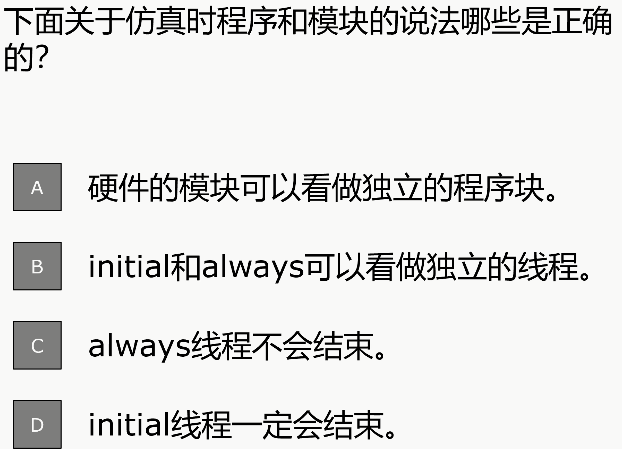 下面关于仿真时程序和模块的说法哪些是正确
的？
A 硬件的模块可以看做独立的程序块。
B initial和always可以看做独立的线程。
C always线程不会结束。
D initial线程一定会结束。